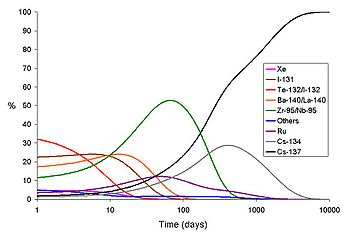 100
90
80
70
60
50
40
30
20
10
0
%
1
10
100
1000
10000
Time (days)
Xe
I-131
Te-132/I-132
Ba-140/La-140
Zr-95/Nb-95
Others
Ru
Cs-134
Cs-137